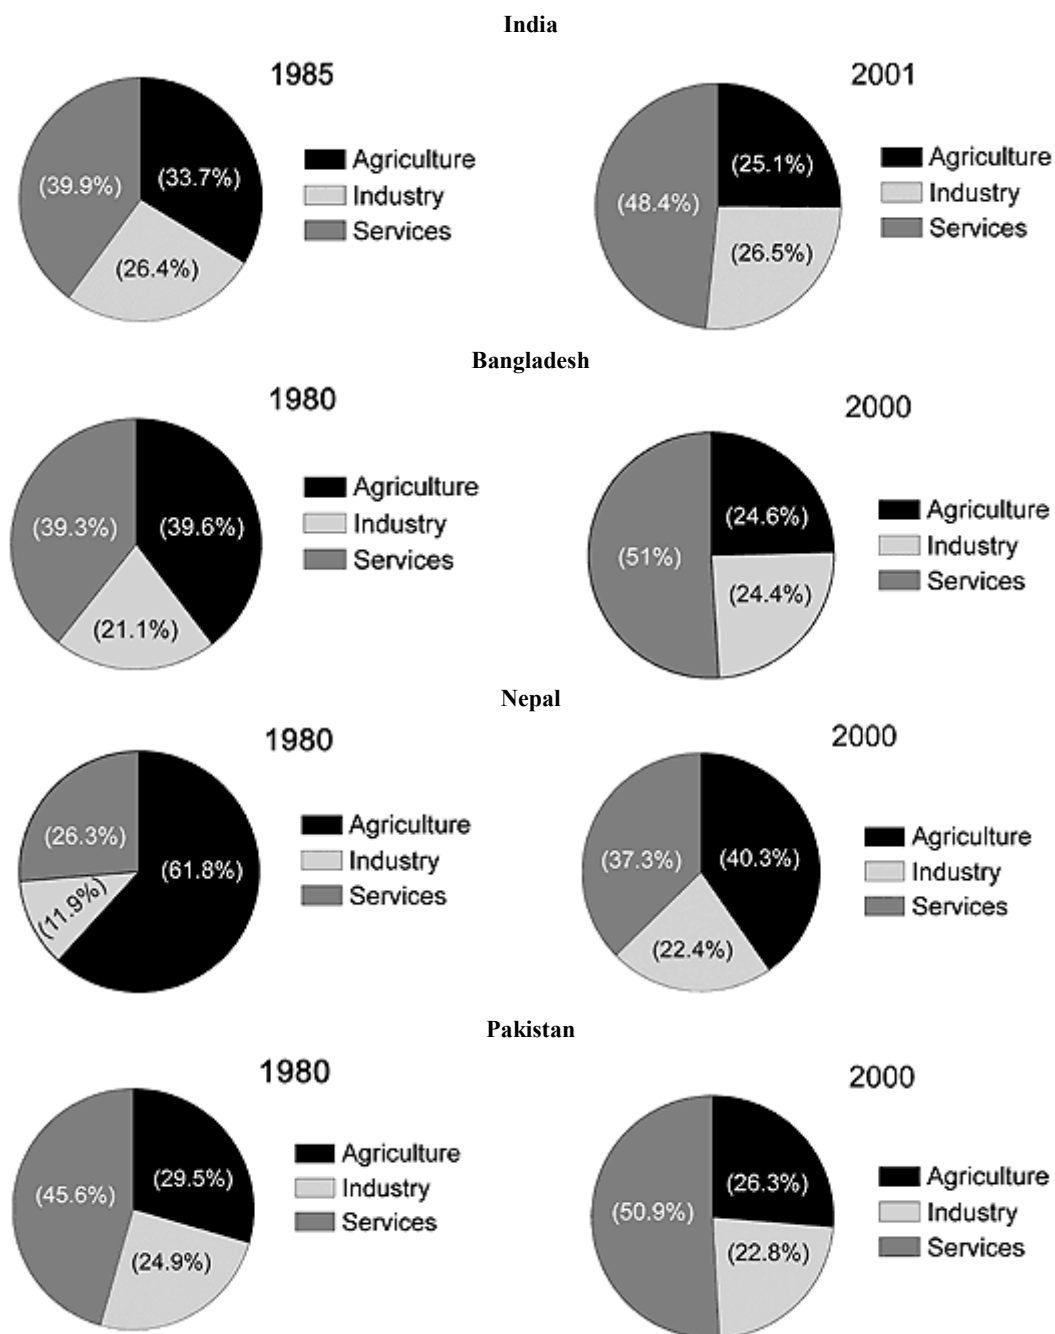 India
1985
(39.9%)
(33.7%)
(26.4%)
Agriculture
Industry
Services
2001
(48.4%)
(25.1%)
(26.5%)
Agriculture
Industry
Services
Bangladesh
1980
(39.3%)
(39.6%)
(21.1%)
Agriculture
Industry
Services
2000
(51%)
(24.6%)
(24.4%)
Agriculture
Industry
Services
Nepal
1980
(26.3%)
(61.8%)
(11.9%)
Agriculture
Industry
Services
2000
(37.3%)
(40.3%)
(22.4%)
Agriculture
Industry
Services
Pakistan
1980
(45.6%)
(29.5%)
(24.9%)
Agriculture
Industry
Services
2000
(50.9%)
(26.3%)
(22.8%)
Agriculture
Industry
Services